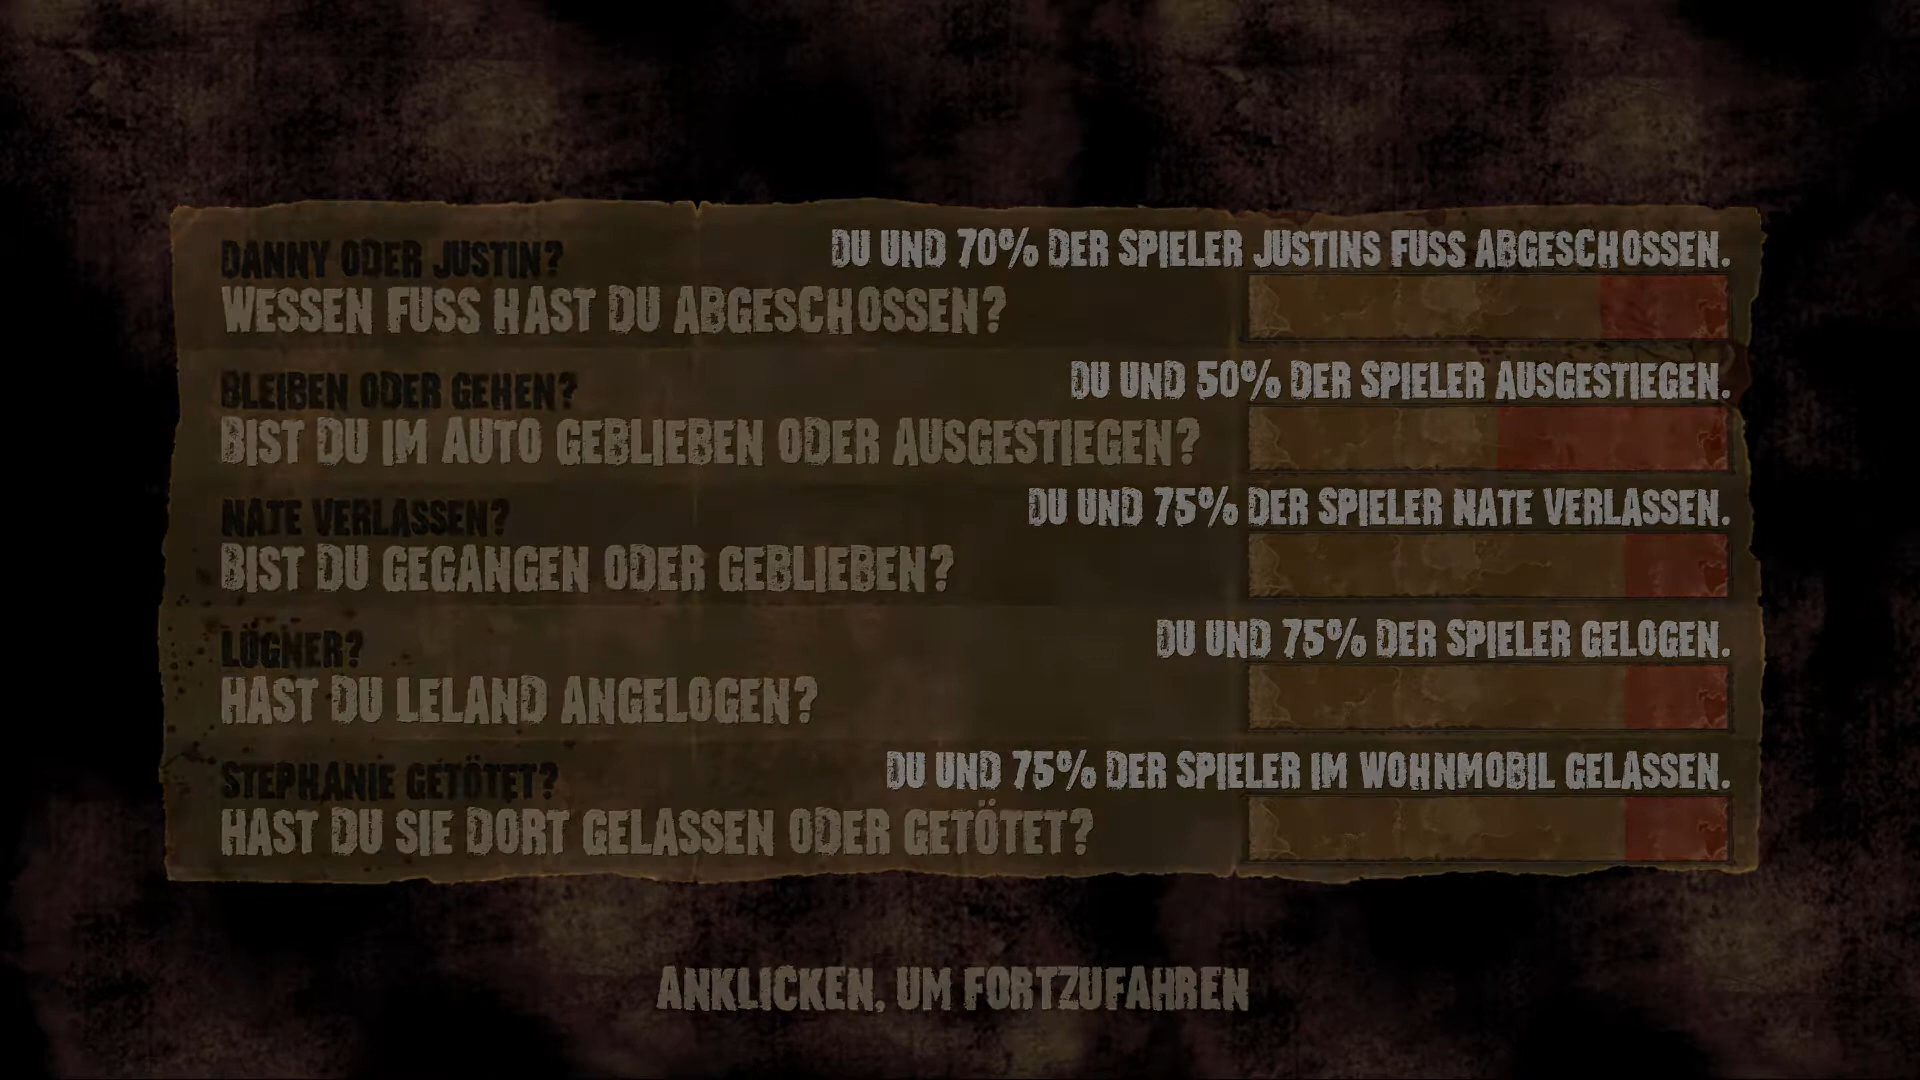 DANNY ODER JUSTIN?
DU UND 70% DER SPIELER JUSTINS FUSS ABGESCHOSSEN.
WESSEN FUSS HAST DU ABGESCHOSSEN?
BLEIBEN ODER GEHEN?
DU UND 50% DER SPIELER AUSGESTIEGEN.
BIST DU IM AUTO GEBLIEBEN ODER AUSGESTIEGEN?
NATE VERLASSEN?
DU UND 75% DER SPIELER NATE VERLASSEN.
BIST DU GEGANGEN ODER GEBLIEBEN?
LÜGNER?
DU UND 75% DER SPIELER GELOGEN.
HAST DU LELAND ANGELOGEN?
STEPHANIE GETÖTET?
DU UND 75% DER SPIELER IM WOHNMOBIL GELASSEN.
HAST DU SIE DORT GELASSEN ODER GETÖTET?
ANKLICKEN, UM FORTZUFAHREN